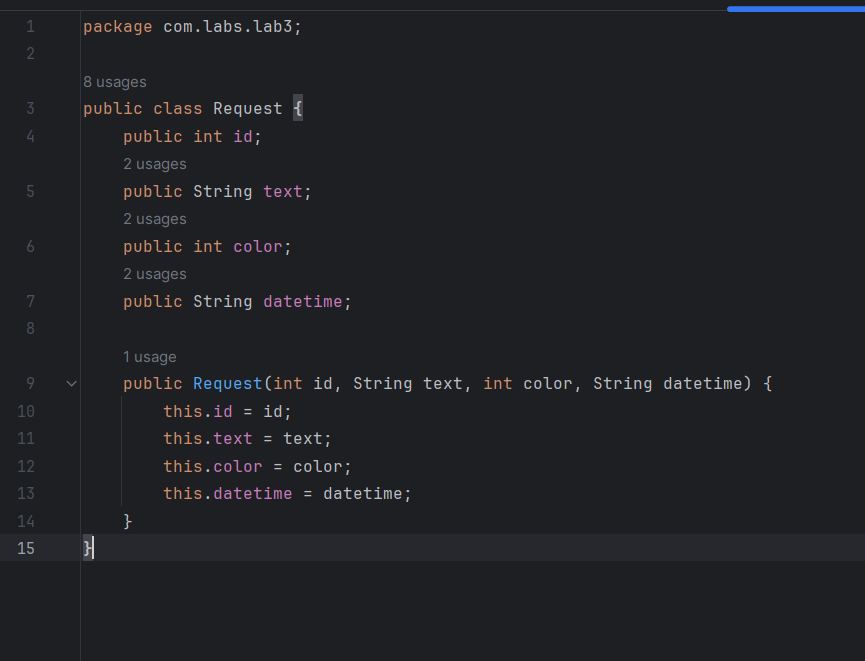 1 package com.labs.lab3;
2
8 usages
3 public class Request {
4     public int id;
2 usages
5     public String text;
2 usages
6     public int color;
2 usages
7     public String datetime;
8
1 usage
9     public Request(int id, String text, int color, String datetime) {
10         this.id = id;
11         this.text = text;
12         this.color = color;
13         this.datetime = datetime;
14     }
15 }